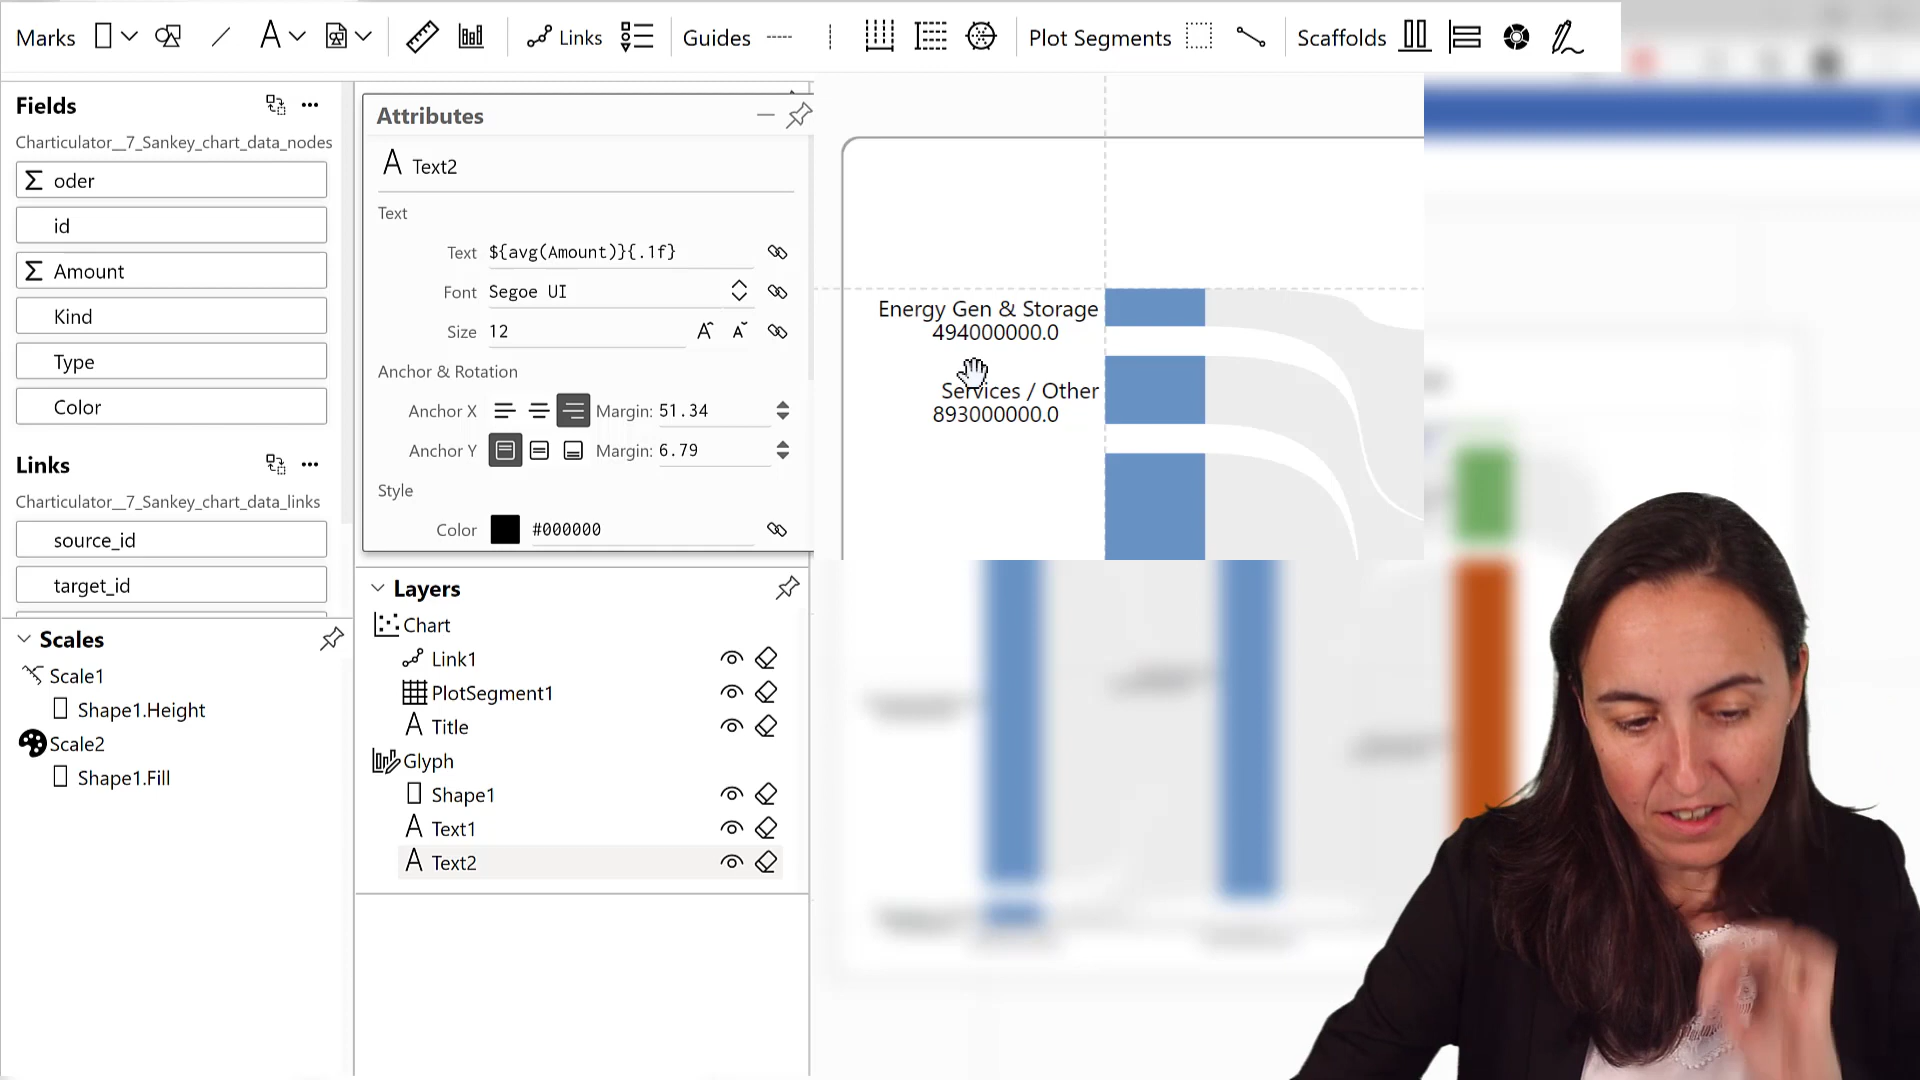 Marks
Links
Guides
Plot Segments
Scaffolds
Fields
Charticulator__7_Sankey_chart_data_nodes
oder
id
Amount
Kind
Type
Color
Links
Charticulator__7_Sankey_chart_data_links
source_id
target_id
Scales
Scale1
Shape1.Height
Scale2
Shape1.Fill
Attributes
Text2
Text
Text ${avg(Amount)}{.1f}
Font Segoe UI
Size 12
Anchor & Rotation
Anchor X Margin: 51.34
Anchor Y Margin: 6.79
Style
Color #000000
Layers
Chart
Link1
PlotSegment1
Title
Glyph
Shape1
Text1
Text2
Energy Gen & Storage
494000000.0
Services / Other
893000000.0